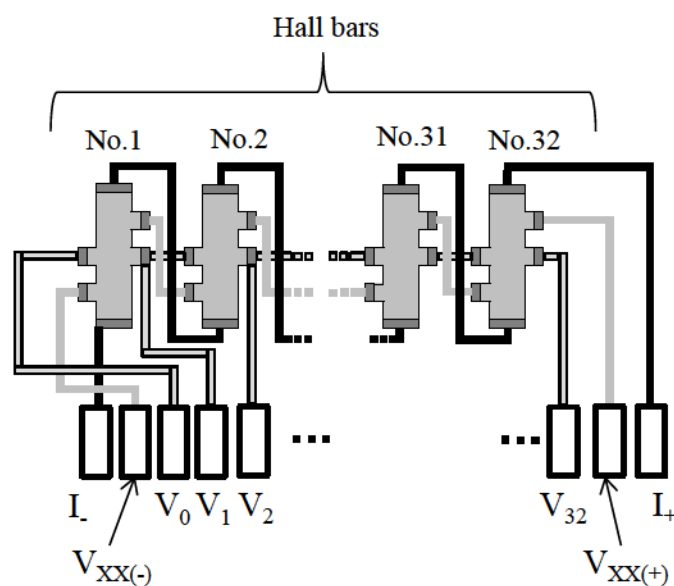 Hall bars
No.1 No.2 No.31 No.32
I- V0 V1 V2 V32 I+
VXX(-) VXX(+)